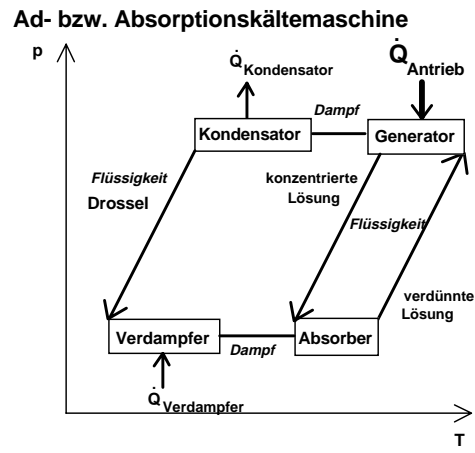 Ad- bzw. Absorptionskältemaschine
p
Q̇ Kondensator
Q̇ Antrieb
Dampf
Kondensator
Generator
Flüssigkeit
Drossel
konzentrierte
Lösung
Flüssigkeit
verdünnte
Lösung
Verdampfer
Dampf
Absorber
Q̇ Verdampfer
T